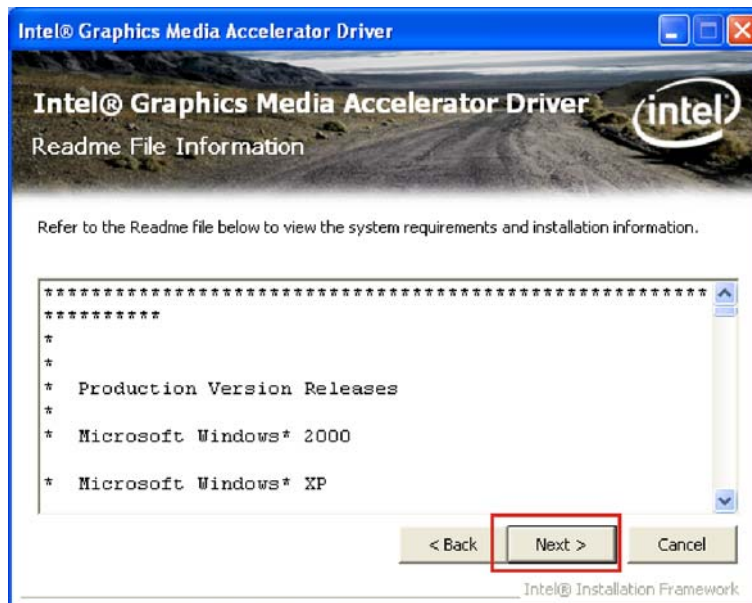 Intel® Graphics Media Accelerator Driver
Intel® Graphics Media Accelerator Driver
intel
Readme File Information
Refer to the Readme file below to view the system requirements and installation information.
********************************************************
**********
*
*
* Production Version Releases
*
* Microsoft Windows* 2000
* Microsoft Windows* XP
< Back
Next >
Cancel
Intel® Installation Framework